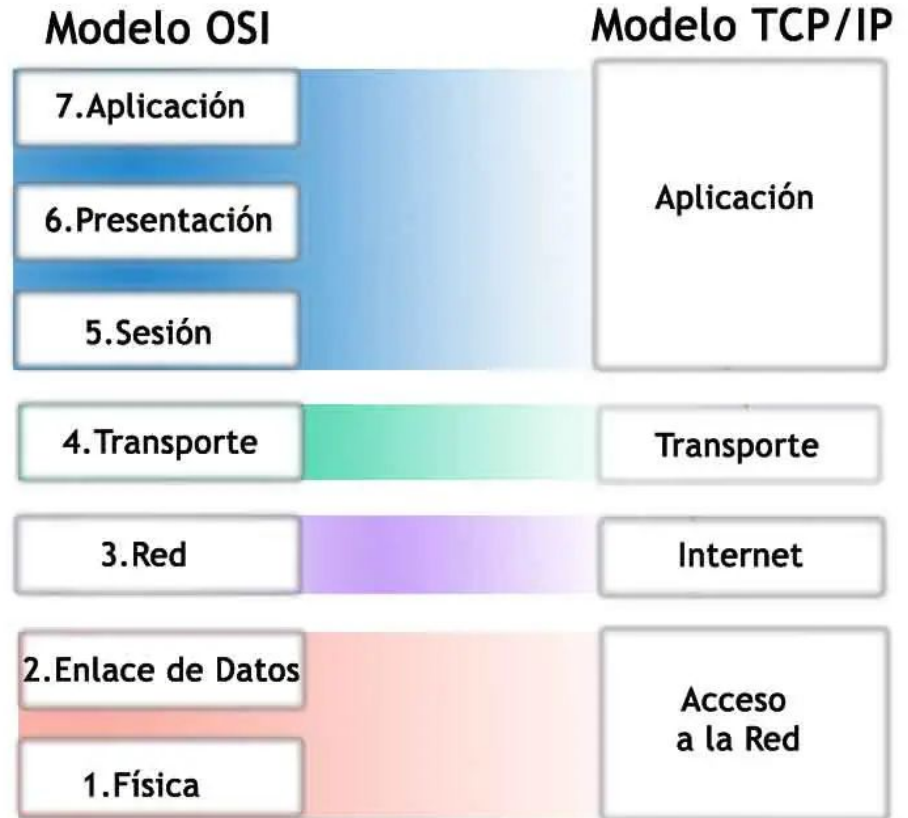 Modelo OSI
Modelo TCP/IP
7.Aplicación
6.Presentación
5.Sesión
Aplicación
4.Transporte
Transporte
3.Red
Internet
2.Enlace de Datos
1.Física
Acceso
a la Red